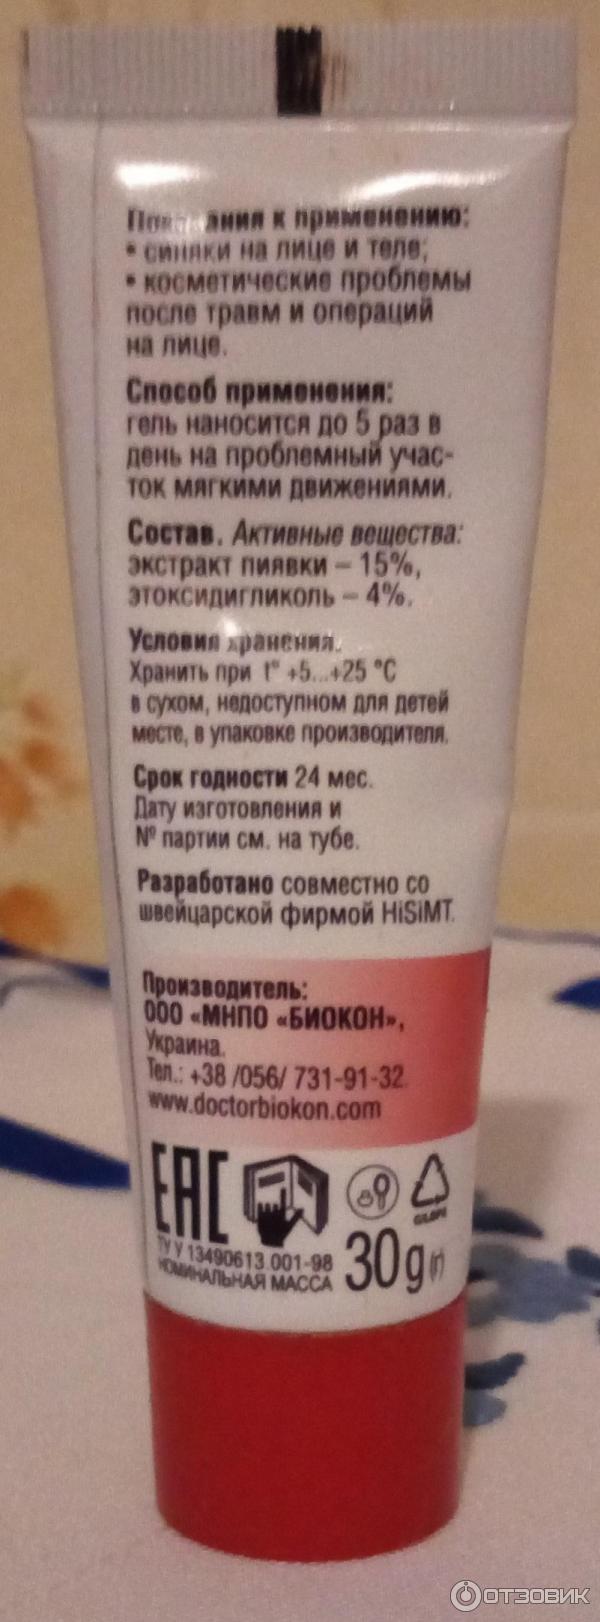 Показания к применению:
• синяки на лице и теле;
• косметические проблемы
после травм и операций
на лице.
Способ применения:
гель наносится до 5 раз в
день на проблемный учас-
ток мягкими движениями.
Состав. Активные вещества:
экстракт пиявки – 15%,
этоксидигликоль – 4%.
Условия хранения.
Хранить при t° +5...+25 °C
в сухом, недоступном для детей
месте, в упаковке производителя.
Срок годности 24 мес.
Дату изготовления и
№ партии см. на тубе.
Разработано совместно со
швейцарской фирмой HiSiMT.
Производитель:
ООО «МНПО «БИОКОН»,
Украина.
Тел.: +38 /056/ 731-91-32.
www.doctorbiokon.com
EAC
ТУ У 13490613.001-98
НОМИНАЛЬНАЯ МАССА
30g (г)
ОТЗОВИК